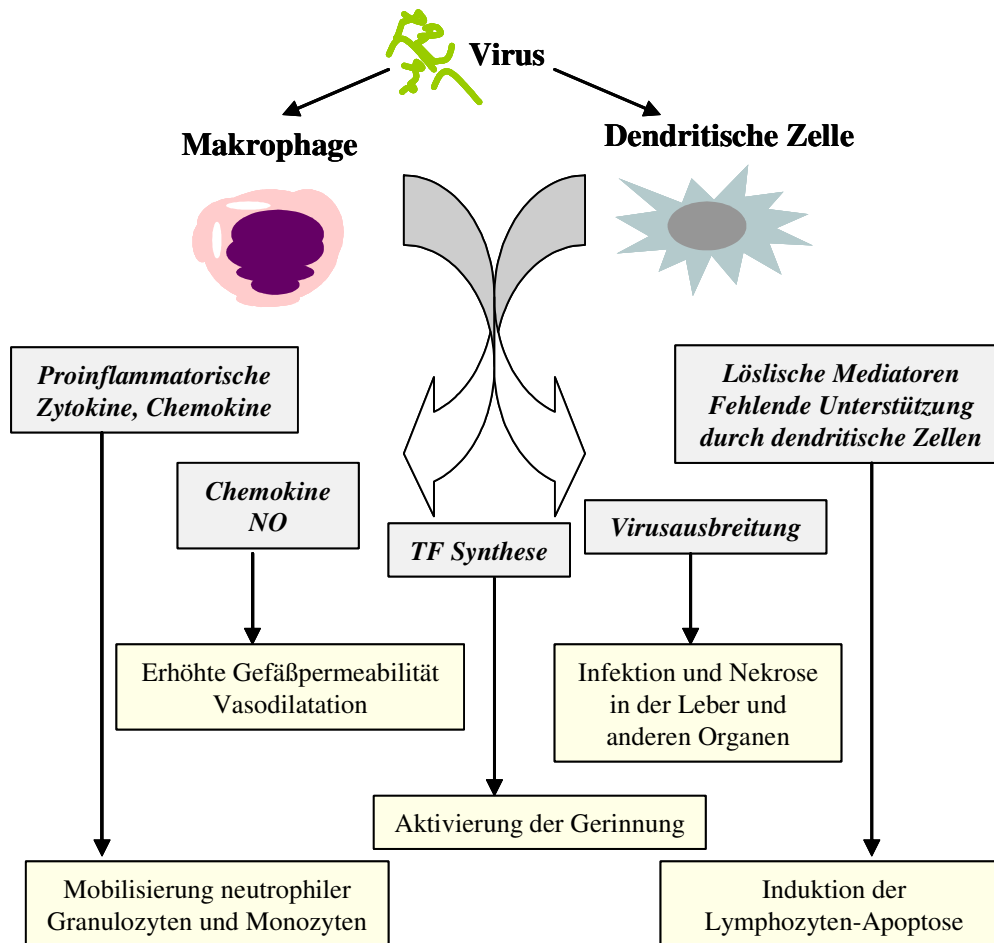 Virus
Makrophage
Dendritische Zelle
Proinflammatorische
Zytokine, Chemokine
Löslische Mediatoren
Fehlende Unterstützung
durch dendritische Zellen
Chemokine
NO
TF Synthese
Virusausbreitung
Erhöhte Gefäßpermeabilität
Vasodilatation
Infektion und Nekrose
in der Leber und
anderen Organen
Aktivierung der Gerinnung
Mobilisierung neutrophiler
Granulozyten und Monozyten
Induktion der
Lymphozyten-Apoptose